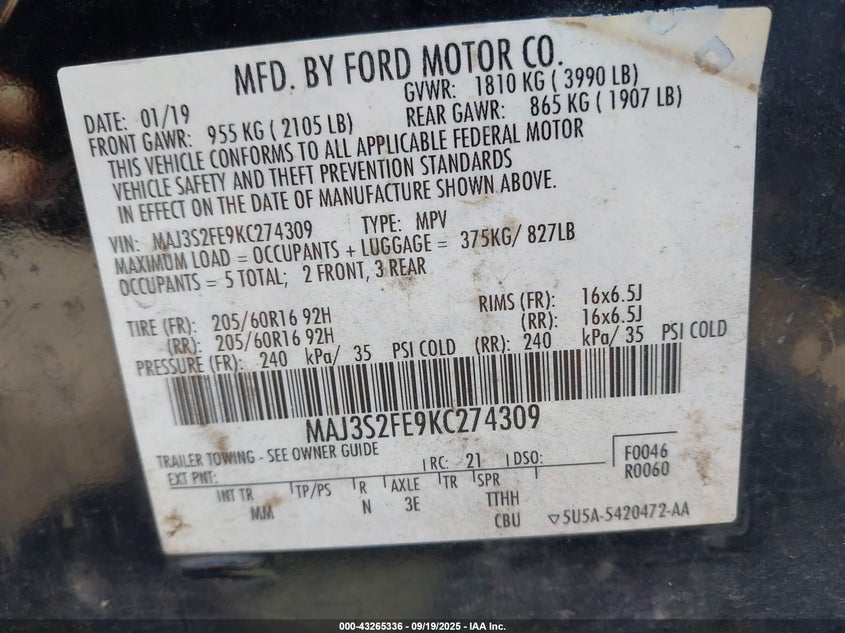 MFD. BY FORD MOTOR CO.
DATE: 01/19 GVWR: 1810 KG ( 3990 LB)
FRONT GAWR: 955 KG ( 2105 LB) REAR GAWR: 865 KG ( 1907 LB)
THIS VEHICLE CONFORMS TO ALL APPLICABLE FEDERAL MOTOR
VEHICLE SAFETY AND THEFT PREVENTION STANDARDS
IN EFFECT ON THE DATE OF MANUFACTURE SHOWN ABOVE.
VIN: MAJ3S2FE9KC274309 TYPE: MPV
MAXIMUM LOAD = OCCUPANTS + LUGGAGE = 375KG/ 827LB
OCCUPANTS = 5 TOTAL; 2 FRONT, 3 REAR
TIRE (FR): 205/60R16 92H RIMS (FR): 16x6.5J
(RR): 205/60R16 92H (RR): 16x6.5J
PRESSURE (FR): 240 kPa/ 35 PSI COLD (RR): 240 kPa/ 35 PSI COLD
MAJ3S2FE9KC274309
TRAILER TOWING - SEE OWNER GUIDE
EXT PNT: RC: 21 DSO: F0046
R0060
INT TR TP/PS R AXLE TR SPR
MM N 3E TTHH
CBU 5U5A-5420472-AA
000-43265336 - 09/19/2025 - IAA Inc.